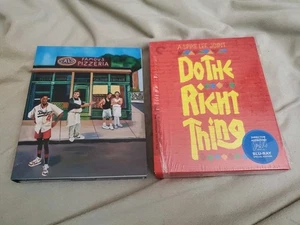 SAL'S
FAMOUS
PIZZERIA
A SPIKE LEE JOINT
DO THE
RIGHT
THING
BLU-RAY